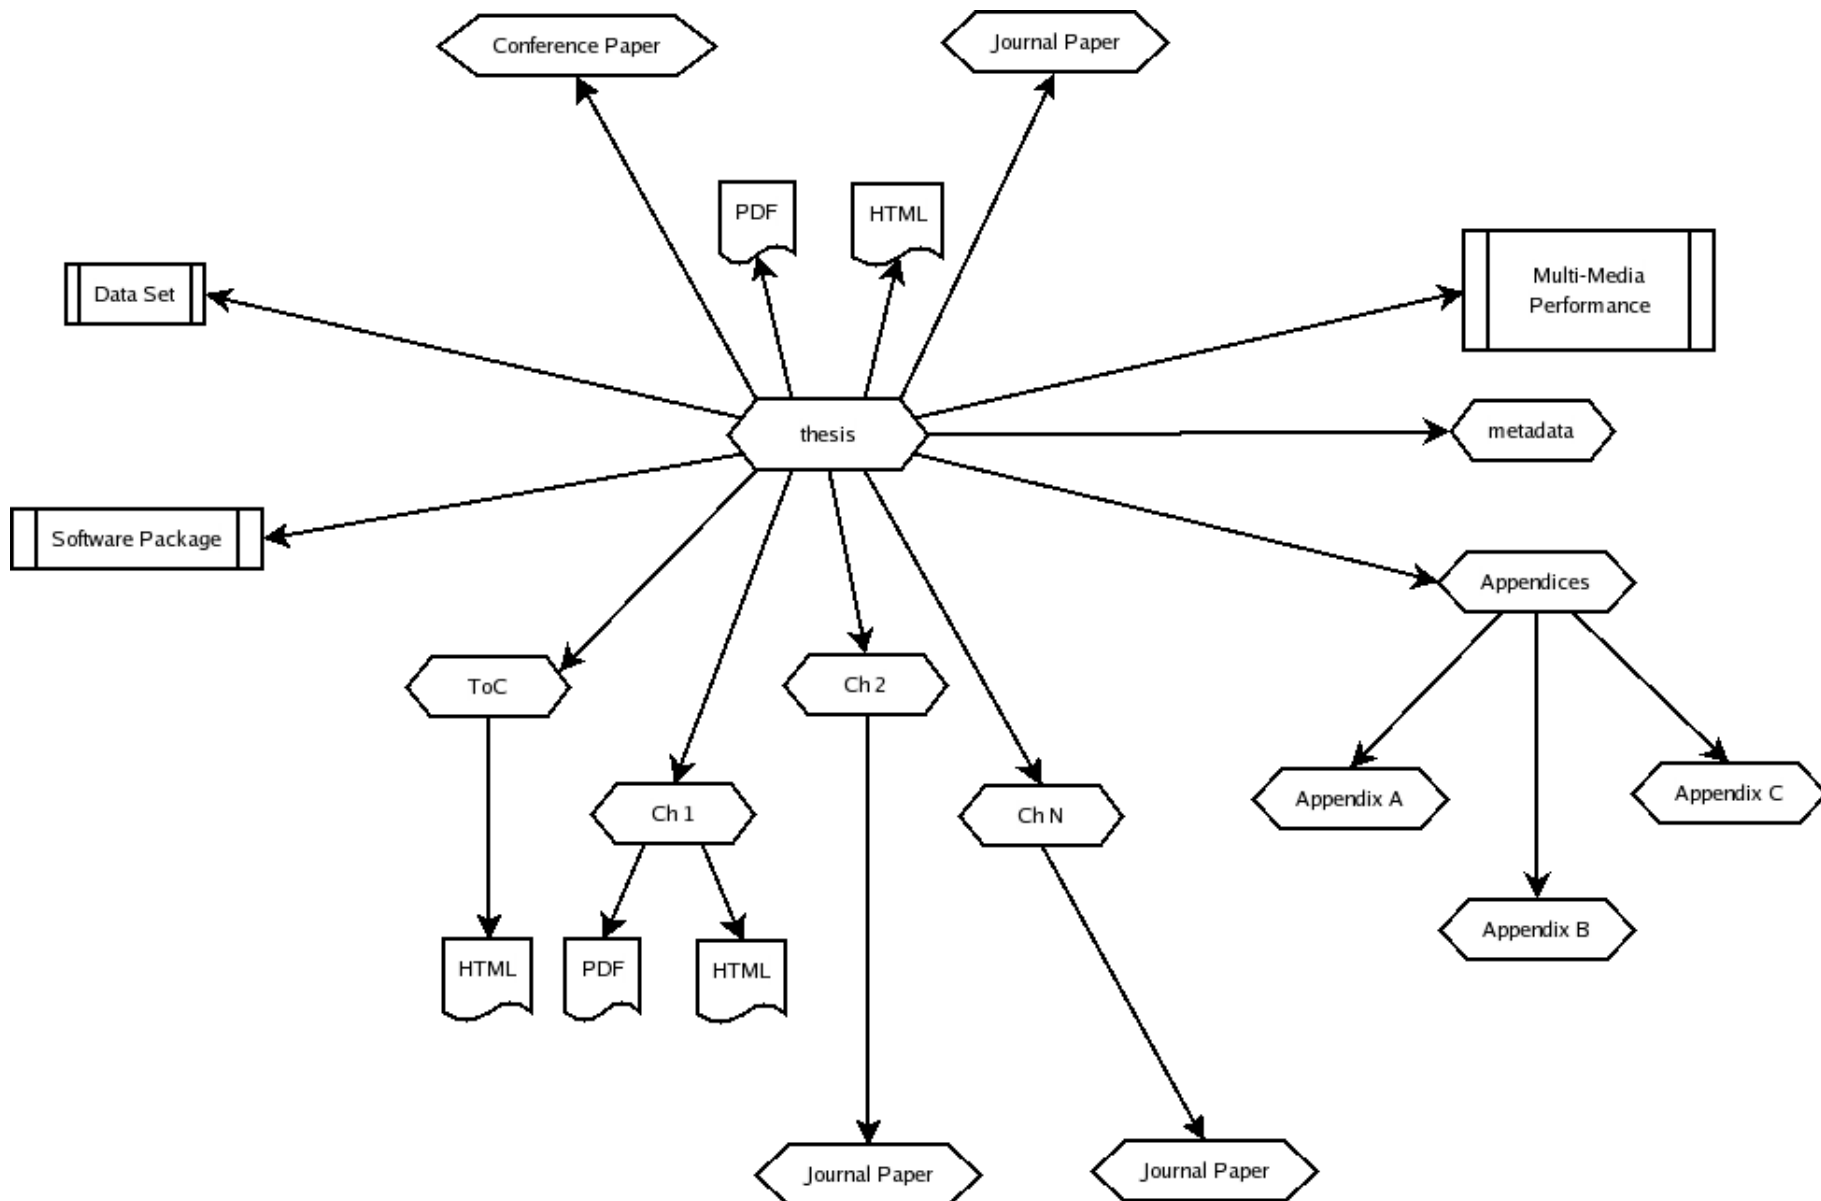 Conference Paper
Journal Paper
PDF
HTML
Data Set
Multi-Media
Performance
thesis
metadata
Software Package
Appendices
ToC
Ch 2
Ch 1
Ch N
Appendix A
Appendix C
Appendix B
HTML
PDF
HTML
Journal Paper
Journal Paper